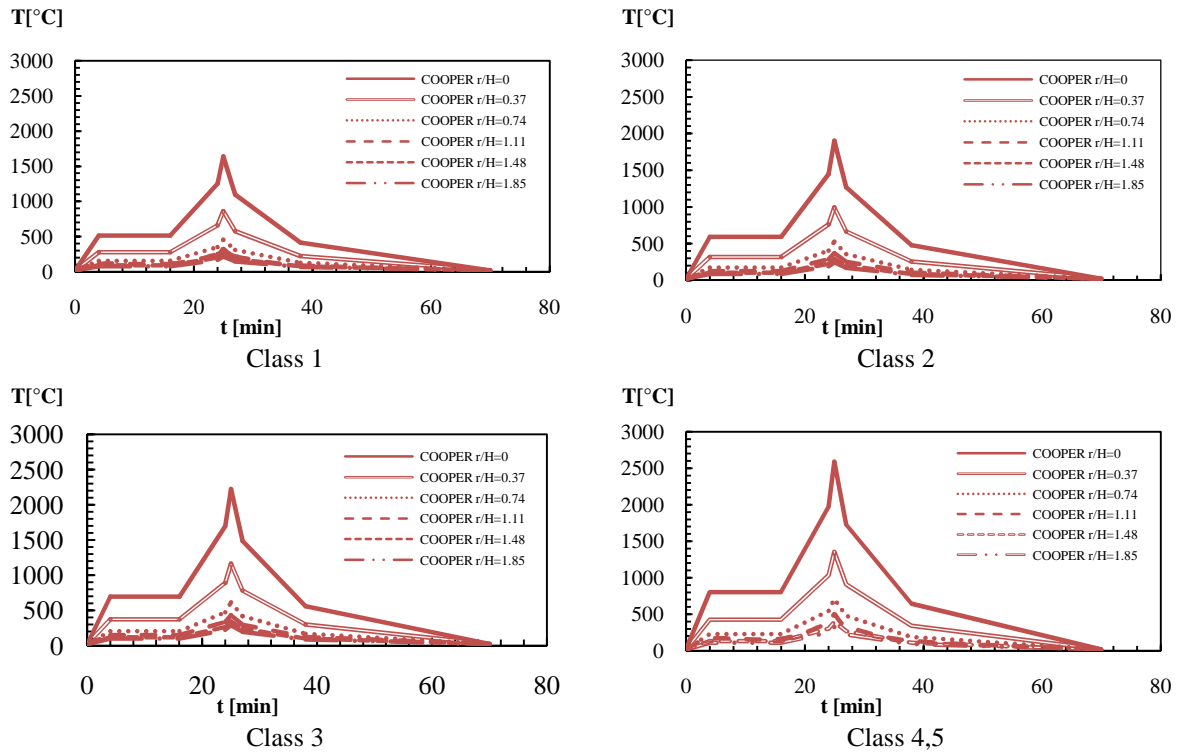 T[°C]
3000
2500
2000
1500
1000
500
0
0 20 40 60 80
t [min]
COOPER r/H=0
COOPER r/H=0.37
COOPER r/H=0.74
COOPER r/H=1.11
COOPER r/H=1.48
COOPER r/H=1.85
Class 1
T[°C]
3000
2500
2000
1500
1000
500
0
0 20 40 60 80
t [min]
COOPER r/H=0
COOPER r/H=0.37
COOPER r/H=0.74
COOPER r/H=1.11
COOPER r/H=1.48
COOPER r/H=1.85
Class 2
T[°C]
3000
2500
2000
1500
1000
500
0
0 20 40 60 80
t [min]
COOPER r/H=0
COOPER r/H=0.37
COOPER r/H=0.74
COOPER r/H=1.11
COOPER r/H=1.48
COOPER r/H=1.85
Class 3
T[°C]
3000
2500
2000
1500
1000
500
0
0 20 40 60 80
t [min]
COOPER r/H=0
COOPER r/H=0.37
COOPER r/H=0.74
COOPER r/H=1.11
COOPER r/H=1.48
COOPER r/H=1.85
Class 4,5